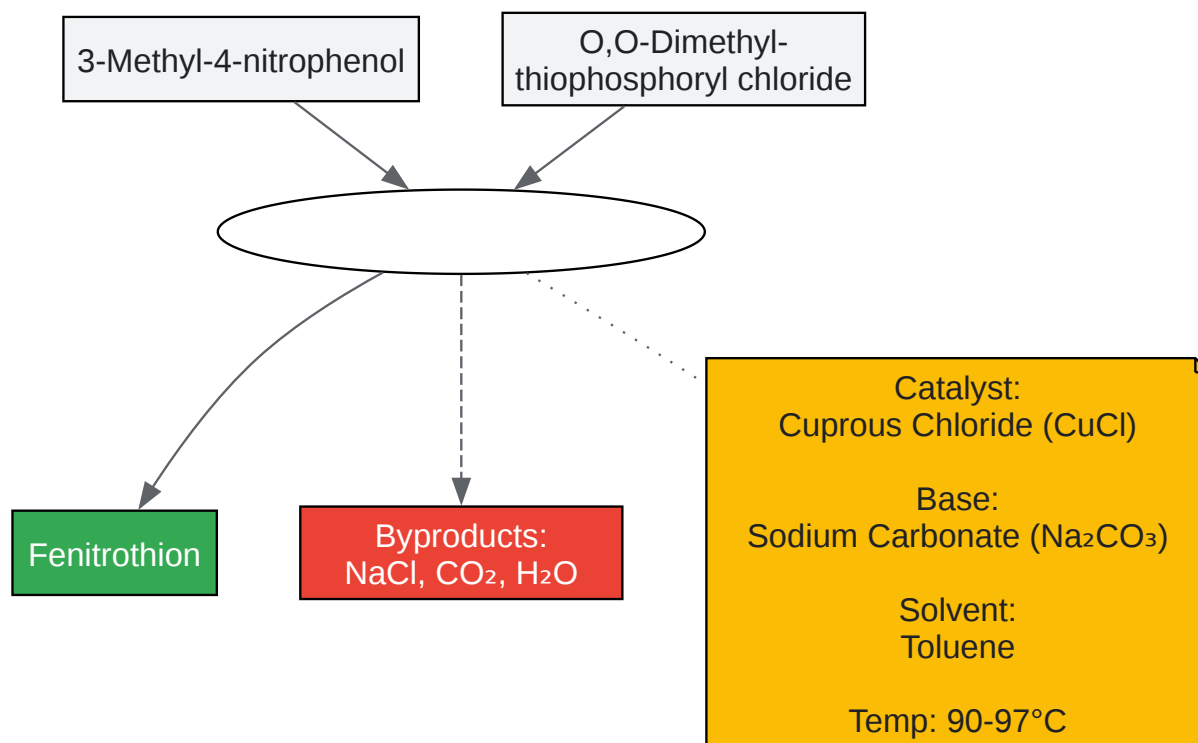 3-Methyl-4-nitrophenol
O,O-Dimethyl-
thiophosphoryl chloride
Fenitrothion
Byproducts:
NaCl, CO₂, H₂O
Catalyst:
Cuprous Chloride (CuCl)
Base:
Sodium Carbonate (Na₂CO₃)
Solvent:
Toluene
Temp: 90-97°C